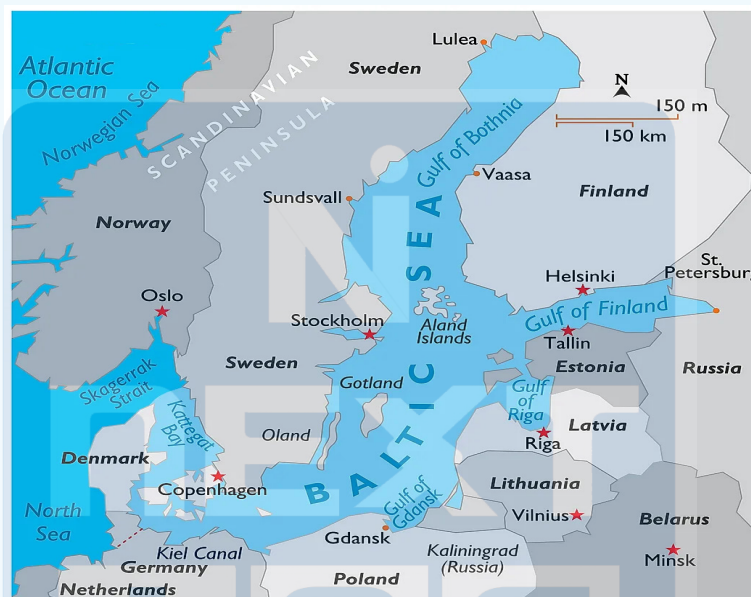 Lulea
Atlantic
Ocean
Sweden
Norwegian Sea
SCANDINAVIAN
PENINSULA
N
150 m
150 km
Gulf of Bothnia
Vaasa
Sundsvall
Finland
Norway
St.
Petersbur
Helsinki
Oslo
Gulf of Finland
Stockholm
Aland
Islands
Tallin
Estonia
Sweden
Russia
Skagerrak
Strait
Gotland
Gulf
of
Riga
Kattegat
Bay
Latvia
Oland
Riga
Denmark
BALTIC SEA
Copenhagen
Lithuania
Gulf of
Gdansk
North
Sea
Vilnius
Belarus
Gdansk
Kiel Canal
Kaliningrad
(Russia)
Minsk
Germany
Poland
Netherlands
Ni
NEXT